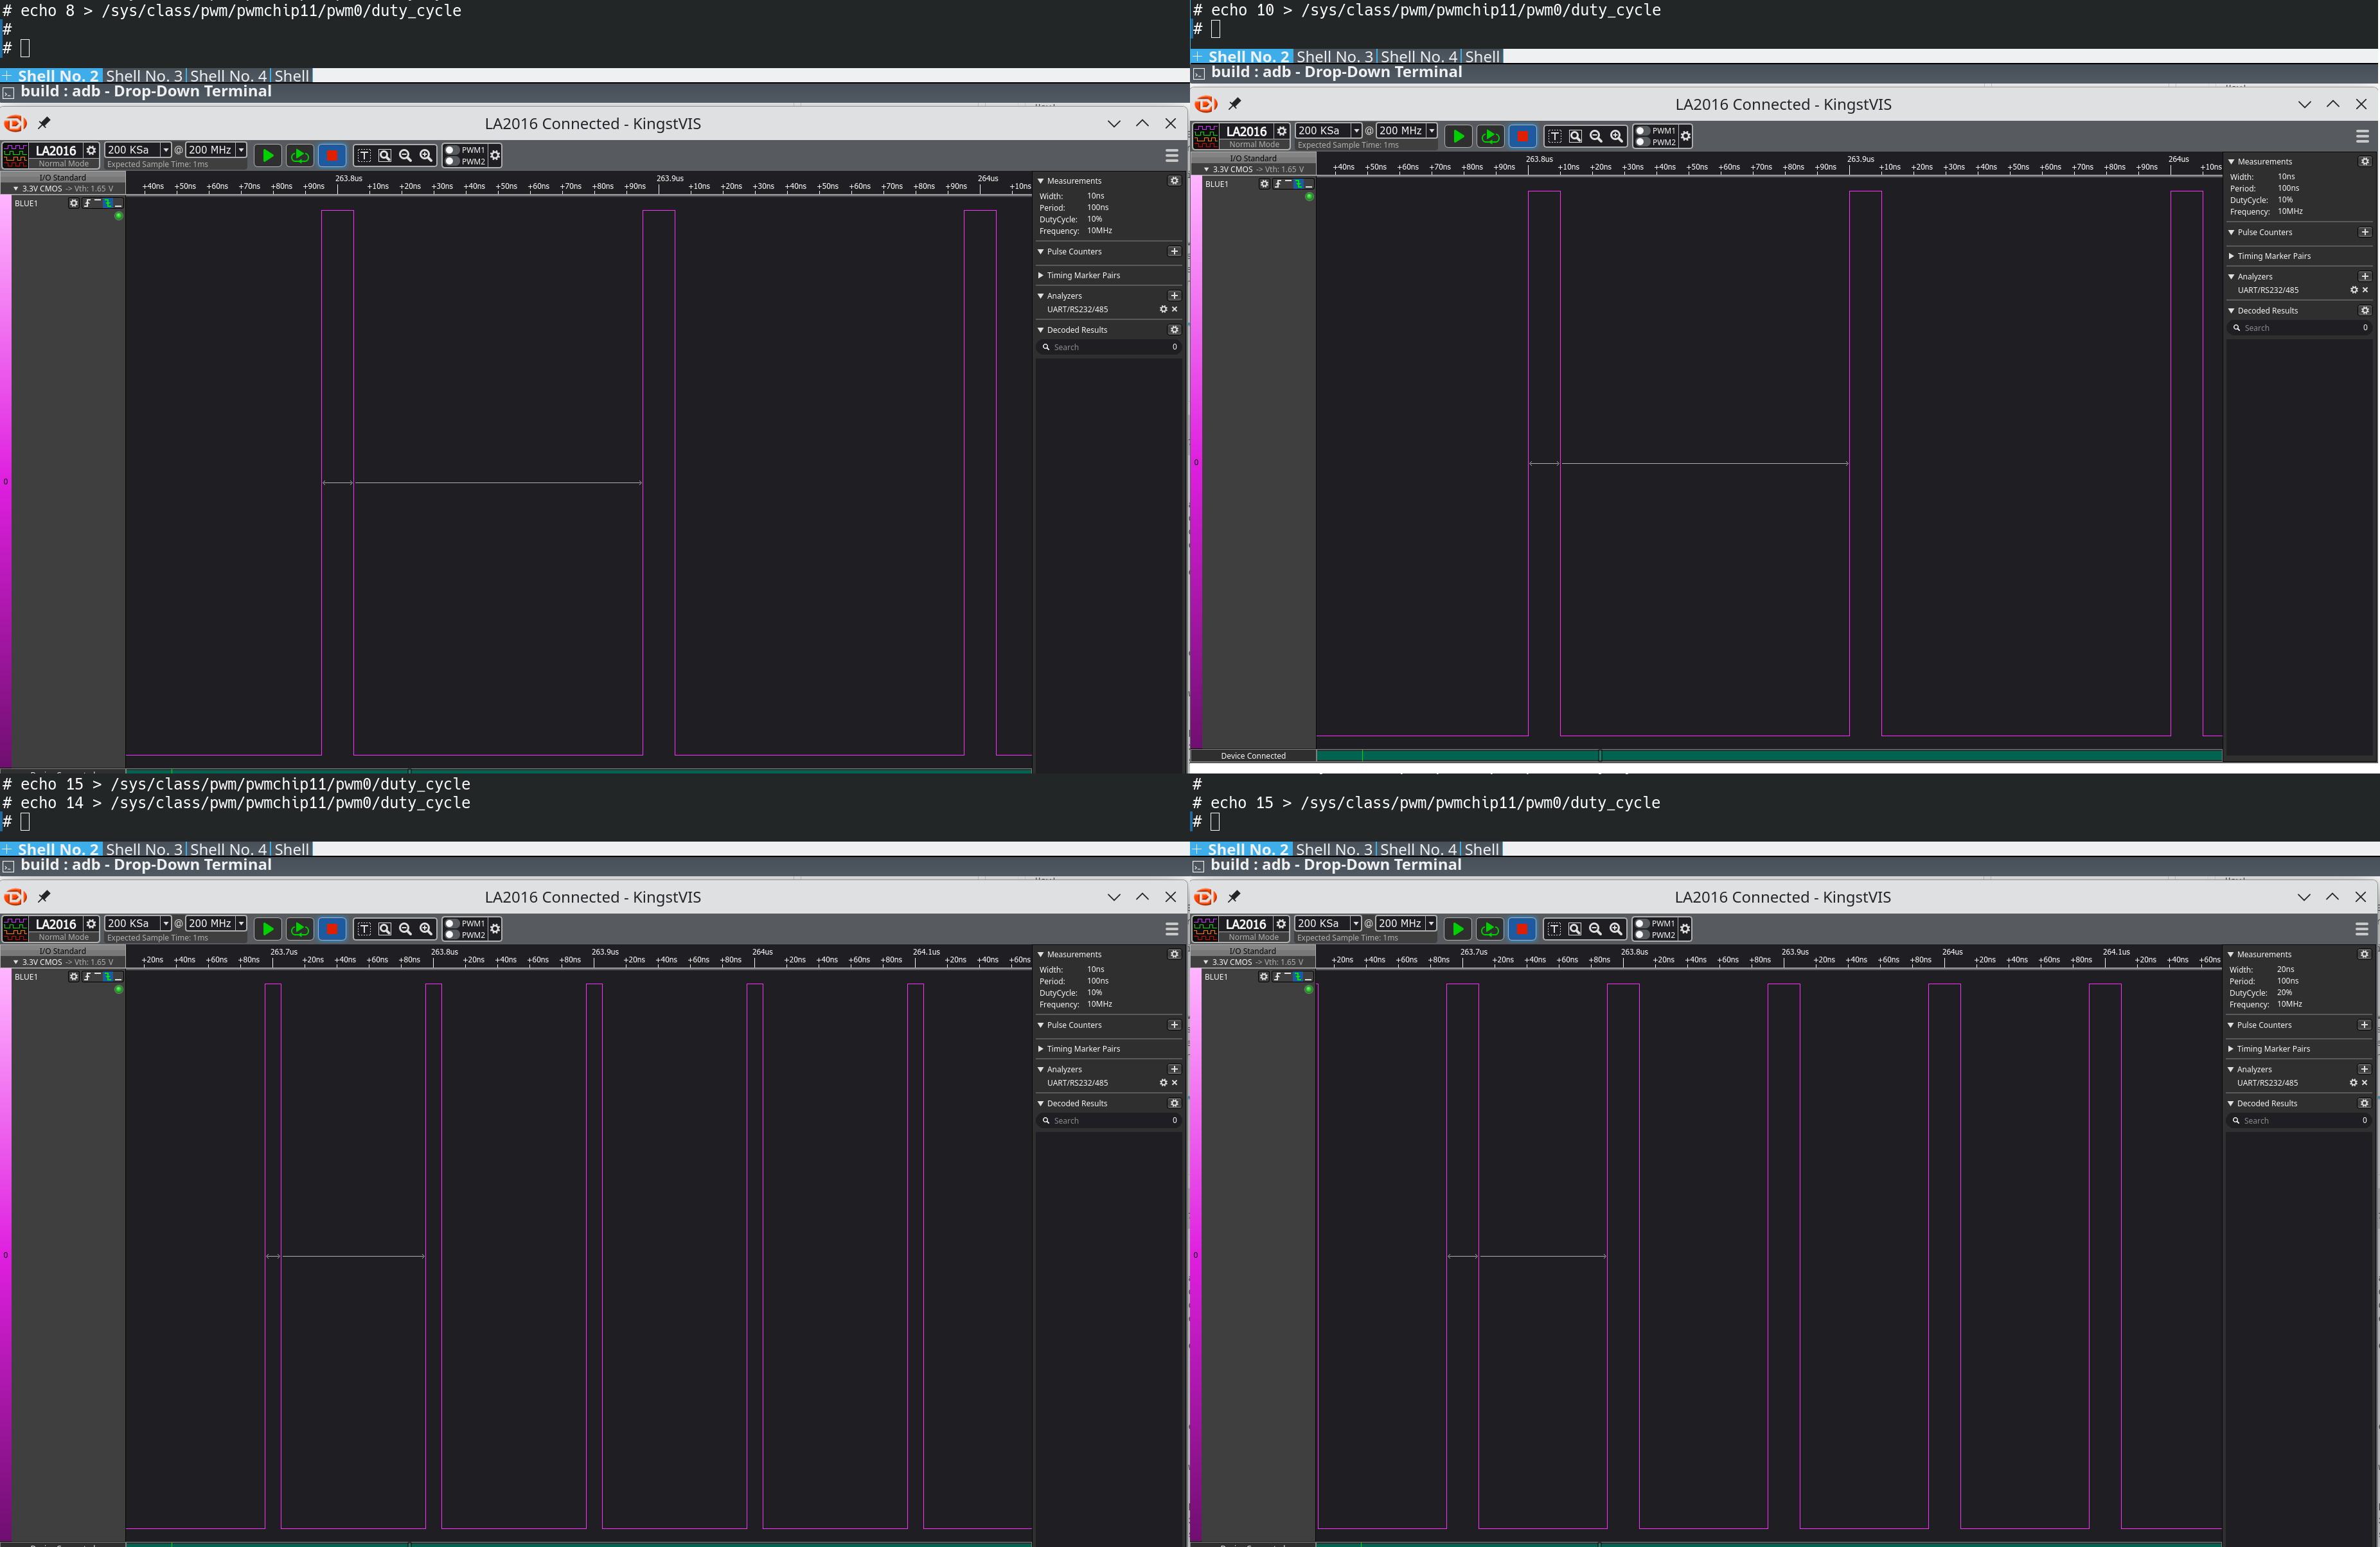 # echo 8 > /sys/class/pwm/pwmchip11/pwm0/duty_cycle
#
#
+ Shell No. 2 Shell No. 3 Shell No. 4 Shell
build : adb - Drop-Down Terminal
LA2016 Connected - KingstVIS
LA2016 200 KSa @ 200 MHz PWM1
Normal Mode Expected Sample Time: 1ms PWM2
I/O Standard
3.3V CMOS -> Vth: 1.65 V
+40ns +50ns +60ns +70ns +80ns +90ns 263.8us +10ns +20ns +30ns +40ns +50ns +60ns +70ns +80ns +90ns 263.9us +10ns +20ns +30ns +40ns +50ns +60ns +70ns +80ns +90ns 264us +10ns
BLUE1
0
Measurements
Width: 10ns
Period: 100ns
DutyCycle: 10%
Frequency: 10MHz
Pulse Counters
Timing Marker Pairs
Analyzers
UART/RS232/485
Decoded Results
Search 0
# echo 10 > /sys/class/pwm/pwmchip11/pwm0/duty_cycle
#
+ Shell No. 2 Shell No. 3 Shell No. 4 Shell
build : adb - Drop-Down Terminal
LA2016 Connected - KingstVIS
LA2016 200 KSa @ 200 MHz PWM1
Normal Mode Expected Sample Time: 1ms PWM2
I/O Standard
3.3V CMOS -> Vth: 1.65 V
+40ns +50ns +60ns +70ns +80ns +90ns 263.8us +10ns +20ns +30ns +40ns +50ns +60ns +70ns +80ns +90ns 263.9us +10ns +20ns +30ns +40ns +50ns +60ns +70ns +80ns +90ns 264us +10ns
BLUE1
0
Measurements
Width: 10ns
Period: 100ns
DutyCycle: 10%
Frequency: 10MHz
Pulse Counters
Timing Marker Pairs
Analyzers
UART/RS232/485
Decoded Results
Search 0
Device Connected
# echo 15 > /sys/class/pwm/pwmchip11/pwm0/duty_cycle
# echo 14 > /sys/class/pwm/pwmchip11/pwm0/duty_cycle
#
+ Shell No. 2 Shell No. 3 Shell No. 4 Shell
build : adb - Drop-Down Terminal
LA2016 Connected - KingstVIS
LA2016 200 KSa @ 200 MHz PWM1
Normal Mode Expected Sample Time: 1ms PWM2
I/O Standard
3.3V CMOS -> Vth: 1.65 V
+20ns +40ns +60ns +80ns 263.7us +20ns +40ns +60ns +80ns 263.8us +20ns +40ns +60ns +80ns 263.9us +20ns +40ns +60ns +80ns 264us +20ns +40ns +60ns +80ns 264.1us +20ns +40ns +60ns
BLUE1
0
Measurements
Width: 10ns
Period: 100ns
DutyCycle: 10%
Frequency: 10MHz
Pulse Counters
Timing Marker Pairs
Analyzers
UART/RS232/485
Decoded Results
Search 0
#
# echo 15 > /sys/class/pwm/pwmchip11/pwm0/duty_cycle
#
+ Shell No. 2 Shell No. 3 Shell No. 4 Shell
build : adb - Drop-Down Terminal
LA2016 Connected - KingstVIS
LA2016 200 KSa @ 200 MHz PWM1
Normal Mode Expected Sample Time: 1ms PWM2
I/O Standard
3.3V CMOS -> Vth: 1.65 V
+20ns +40ns +60ns +80ns 263.7us +20ns +40ns +60ns +80ns 263.8us +20ns +40ns +60ns +80ns 263.9us +20ns +40ns +60ns +80ns 264us +20ns +40ns +60ns +80ns 264.1us +20ns +40ns +60ns
BLUE1
0
Measurements
Width: 20ns
Period: 100ns
DutyCycle: 20%
Frequency: 10MHz
Pulse Counters
Timing Marker Pairs
Analyzers
UART/RS232/485
Decoded Results
Search 0